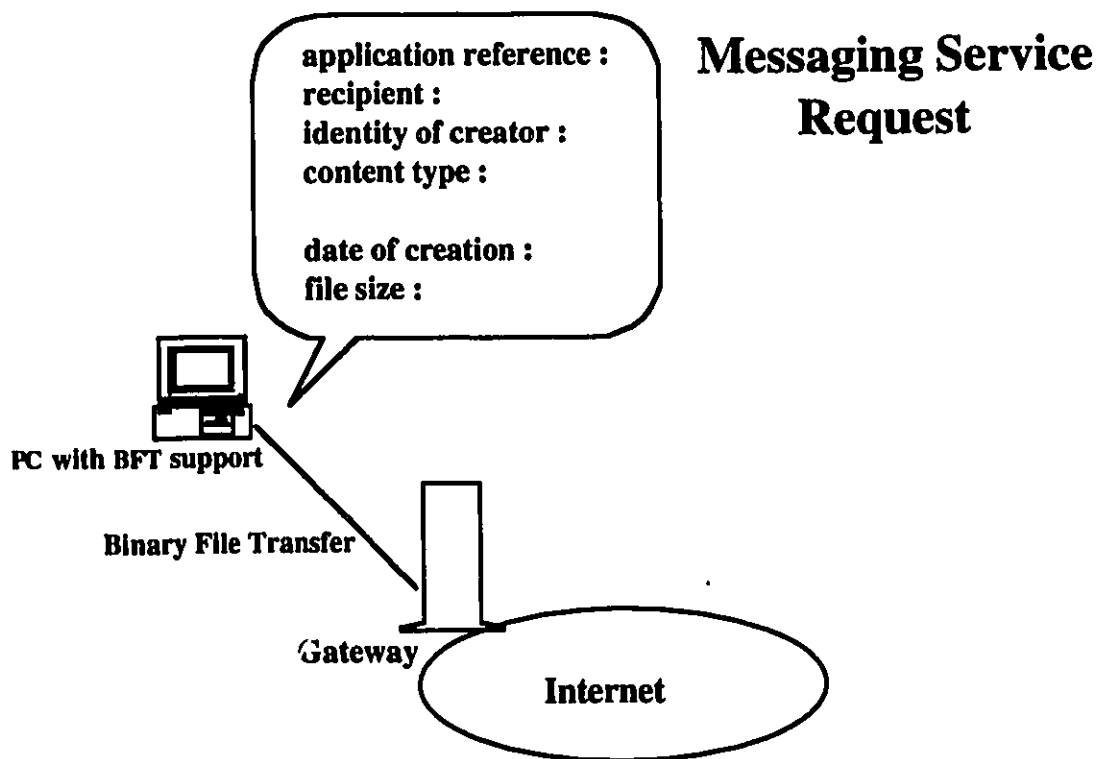 Messaging Service
Request
application reference :
recipient :
identity of creator :
content type :
date of creation :
file size :
PC with BFT support
Binary File Transfer
Gateway
Internet